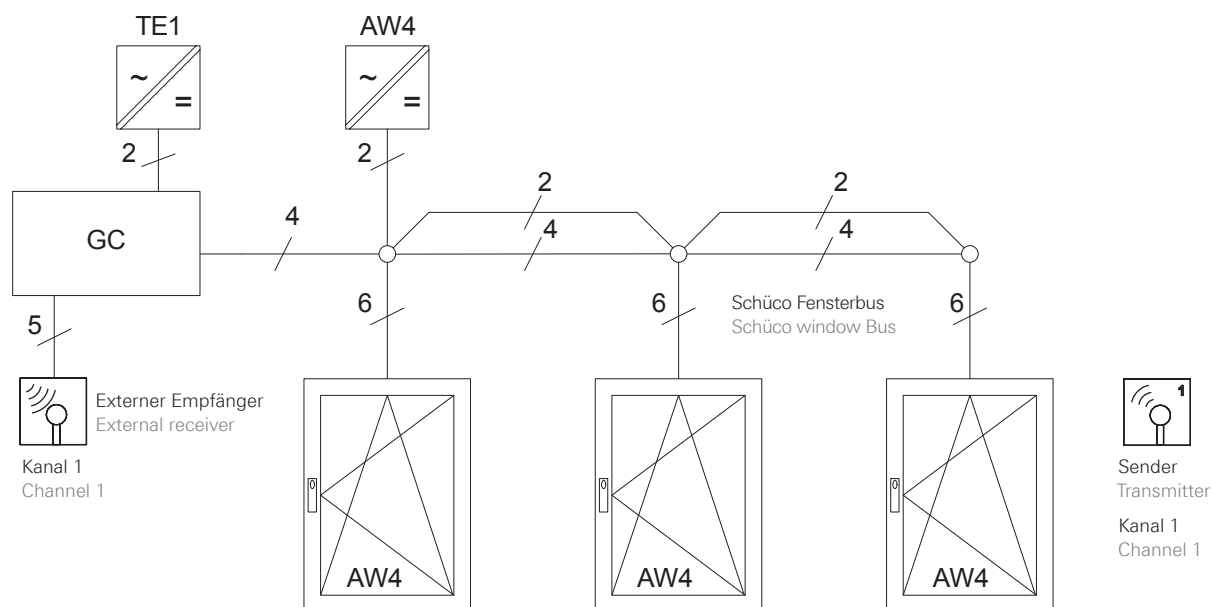 TE1
AW4
~
=
~
=
2
2
2
2
4
4
4
GC
5
6
6
6
Schüco Fensterbus
Schüco window Bus
Externer Empfänger
External receiver
Kanal 1
Channel 1
1
Sender
Transmitter
Kanal 1
Channel 1
AW4
AW4
AW4